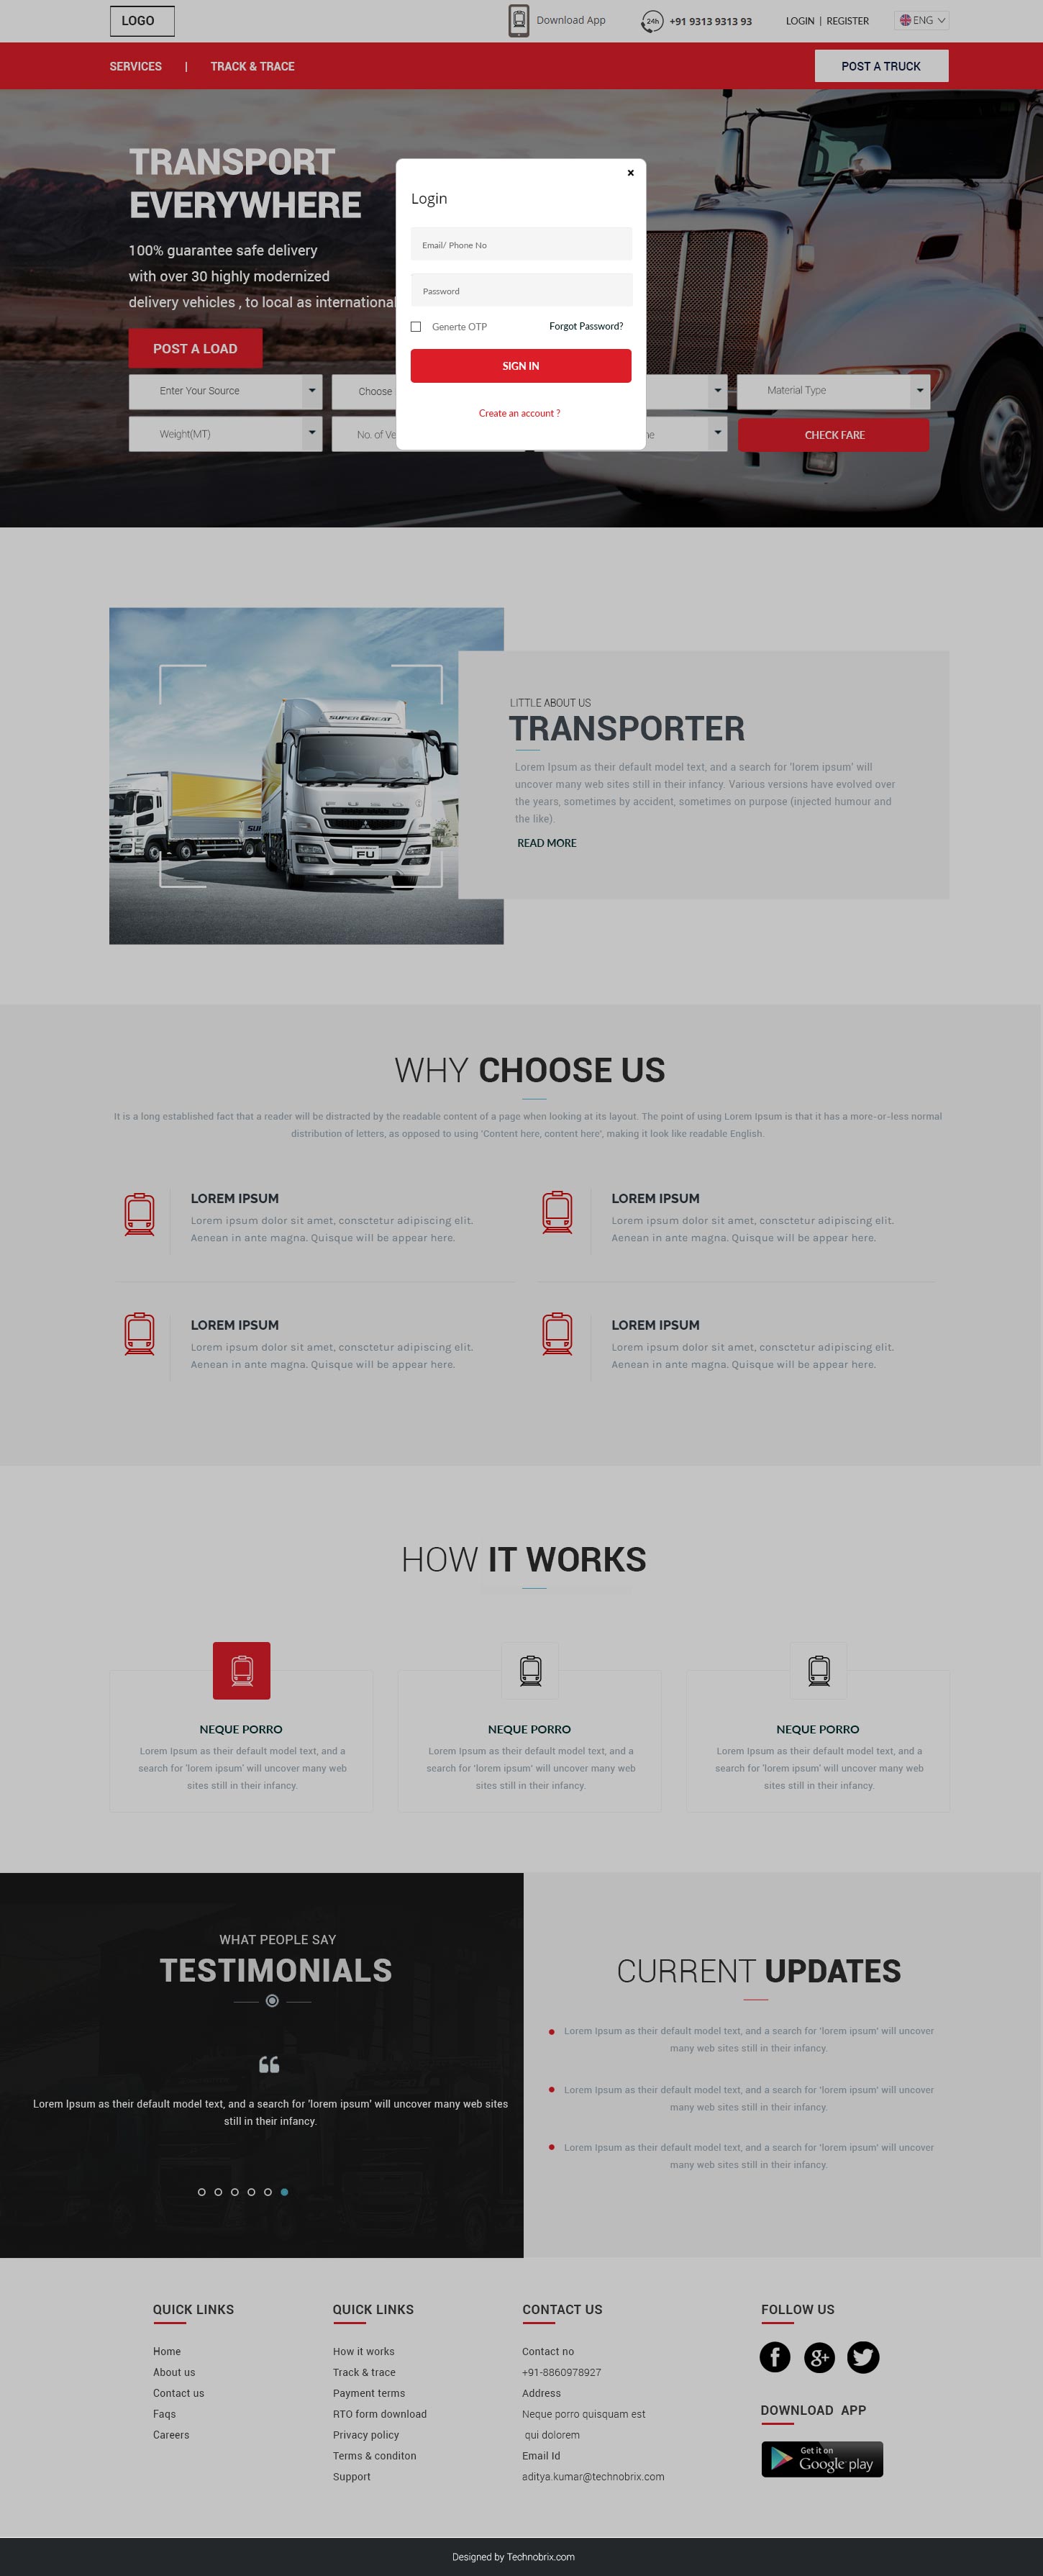 LOGO
Download App
24h
+91 9313 9313 93
LOGIN | REGISTER
ENG
SERVICES | TRACK & TRACE
POST A TRUCK
TRANSPORT
EVERYWHERE
100% guarantee safe delivery
with over 30 highly modernized
delivery vehicles , to local as international
POST A LOAD
Login
Email/ Phone No
Password
Generte OTP
Forgot Password?
SIGN IN
Create an account ?
Enter Your Source
Choose
Material Type
Weight(MT)
No. of
CHECK FARE
SUPER GREAT
FUSO
FU
LITTLE ABOUT US
TRANSPORTER
Lorem Ipsum as their default model text, and a search for 'lorem ipsum' will
uncover many web sites still in their infancy. Various versions have evolved over
the years, sometimes by accident, sometimes on purpose (injected humour and
the like).
READ MORE
WHY CHOOSE US
It is a long established fact that a reader will be distracted by the readable content of a page when looking at its layout. The point of using Lorem Ipsum is that it has a more-or-less normal
distribution of letters, as opposed to using 'Content here, content here', making it look like readable English.
LOREM IPSUM
Lorem ipsum dolor sit amet, consctetur adipiscing elit.
Aenean in ante magna. Quisque will be appear here.
LOREM IPSUM
Lorem ipsum dolor sit amet, consctetur adipiscing elit.
Aenean in ante magna. Quisque will be appear here.
LOREM IPSUM
Lorem ipsum dolor sit amet, consctetur adipiscing elit.
Aenean in ante magna. Quisque will be appear here.
LOREM IPSUM
Lorem ipsum dolor sit amet, consctetur adipiscing elit.
Aenean in ante magna. Quisque will be appear here.
HOW IT WORKS
NEQUE PORRO
Lorem Ipsum as their default model text, and a
search for 'lorem ipsum' will uncover many web
sites still in their infancy.
NEQUE PORRO
Lorem Ipsum as their default model text, and a
search for 'lorem ipsum' will uncover many web
sites still in their infancy.
NEQUE PORRO
Lorem Ipsum as their default model text, and a
search for 'lorem ipsum' will uncover many web
sites still in their infancy.
WHAT PEOPLE SAY
TESTIMONIALS
Lorem Ipsum as their default model text, and a search for 'lorem ipsum' will uncover many web sites
still in their infancy.
CURRENT UPDATES
Lorem Ipsum as their default model text, and a search for 'lorem ipsum' will uncover
many web sites still in their infancy.
Lorem Ipsum as their default model text, and a search for 'lorem ipsum' will uncover
many web sites still in their infancy.
Lorem Ipsum as their default model text, and a search for 'lorem ipsum' will uncover
many web sites still in their infancy.
QUICK LINKS
Home
About us
Contact us
Faqs
Careers
QUICK LINKS
How it works
Track & trace
Payment terms
RTO form download
Privacy policy
Terms & conditon
Support
CONTACT US
Contact no
+91-8860978927
Address
Neque porro quisquam est
qui dolorem
Email Id
aditya.kumar@technobrix.com
FOLLOW US
DOWNLOAD APP
Get it on
Google play
Designed by Technobrix.com